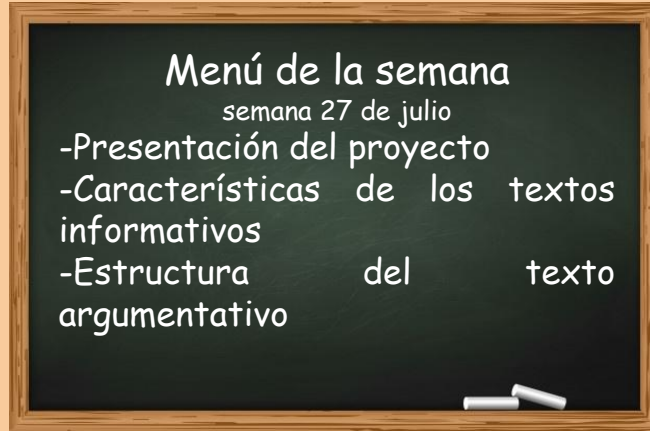 Menú de la semana
semana 27 de julio
-Presentación del proyecto
-Características de los textos
informativos
-Estructura del texto
argumentativo